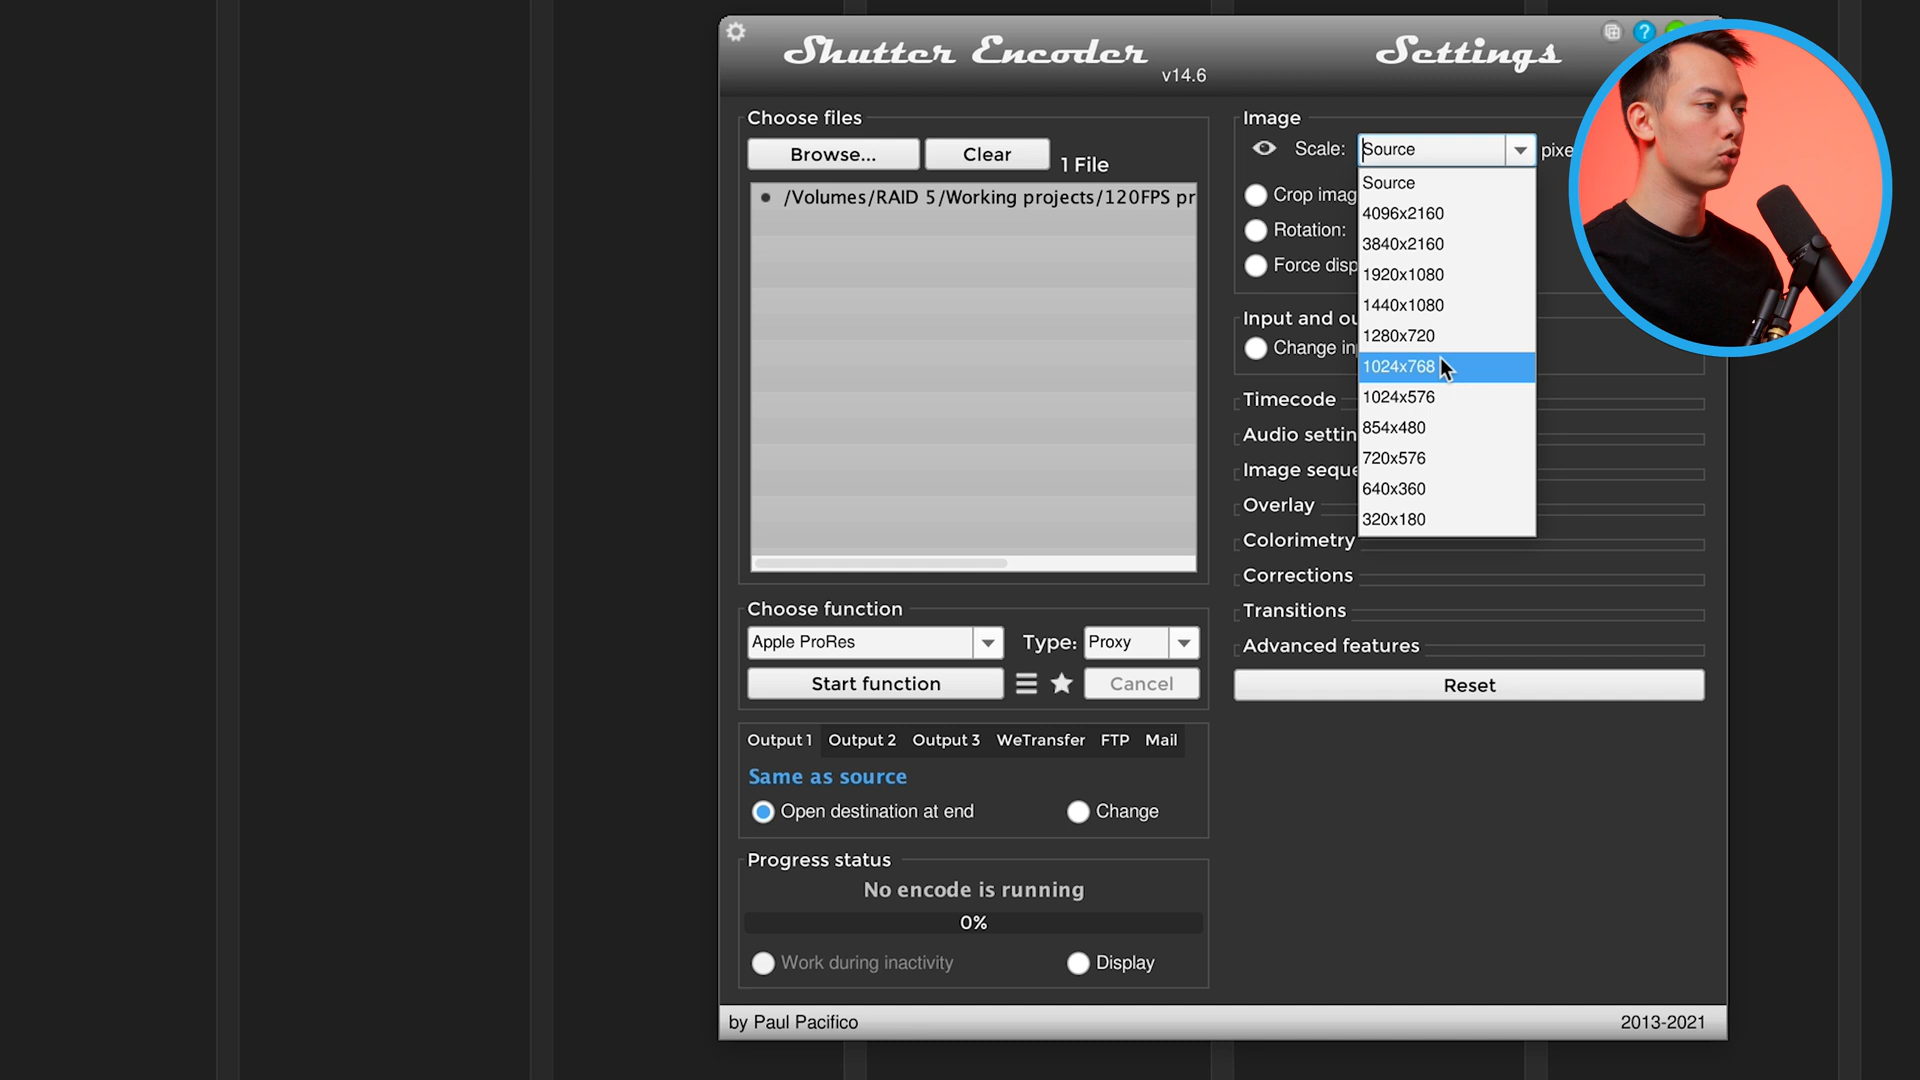 Shutter Encoder
v14.6
Settings
?
Choose files
Browse...
Clear
1 File
/Volumes/RAID 5/Working projects/120FPS pr
Choose function
Apple ProRes
Type:
Proxy
Start function
Cancel
Output 1
Output 2
Output 3
WeTransfer
FTP
Mail
Same as source
Open destination at end
Change
Progress status
No encode is running
0%
Work during inactivity
Display
Image
Scale:
Source
pixe
Source
4096x2160
3840x2160
1920x1080
1440x1080
1280x720
1024x768
1024x576
854x480
720x576
640x360
320x180
Crop imag
Rotation:
Force disp
Input and ou
Change in
Timecode
Audio settin
Image seque
Overlay
Colorimetry
Corrections
Transitions
Advanced features
Reset
by Paul Pacifico
2013-2021